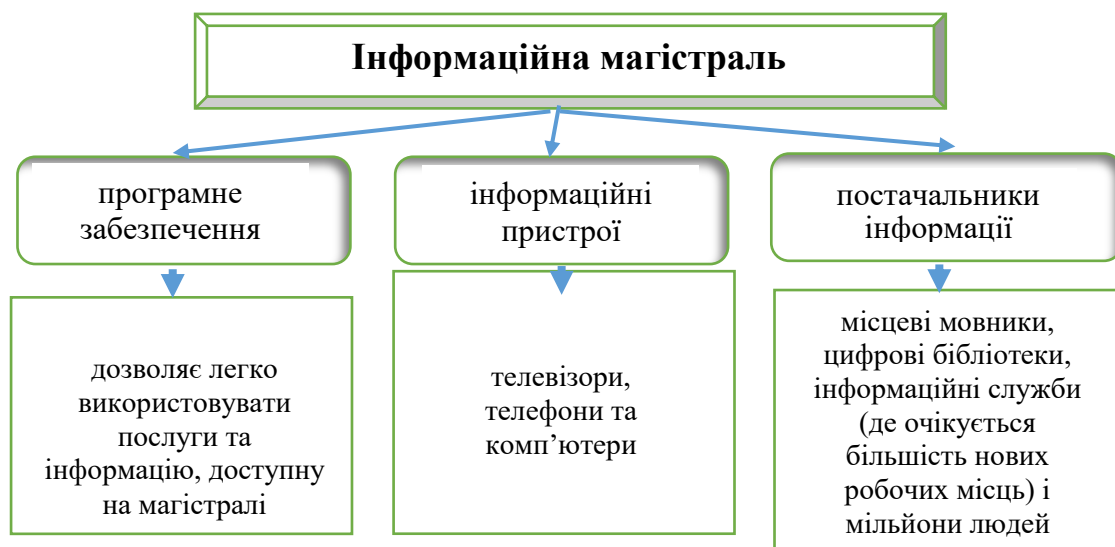 Інформаційна магістраль
програмне
забезпечення
інформаційні
пристрої
постачальники
інформації
дозволяє легко
використовувати
послуги та
інформацію, доступну
на магістралі
телевізори,
телефони та
комп’ютери
місцеві мовники,
цифрові бібліотеки,
інформаційні служби
(де очікується
більшість нових
робочих місць) і
мільйони людей